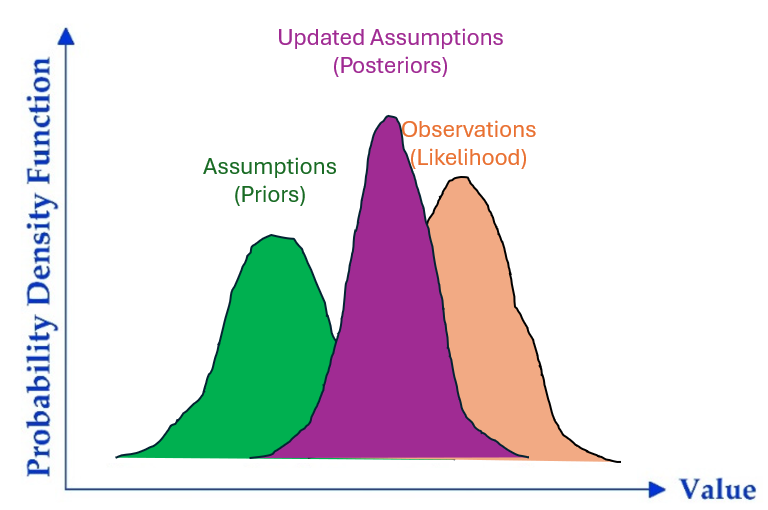 Updated Assumptions
(Posteriors)
Observations
(Likelihood)
Assumptions
(Priors)
Probability Density Function
Value